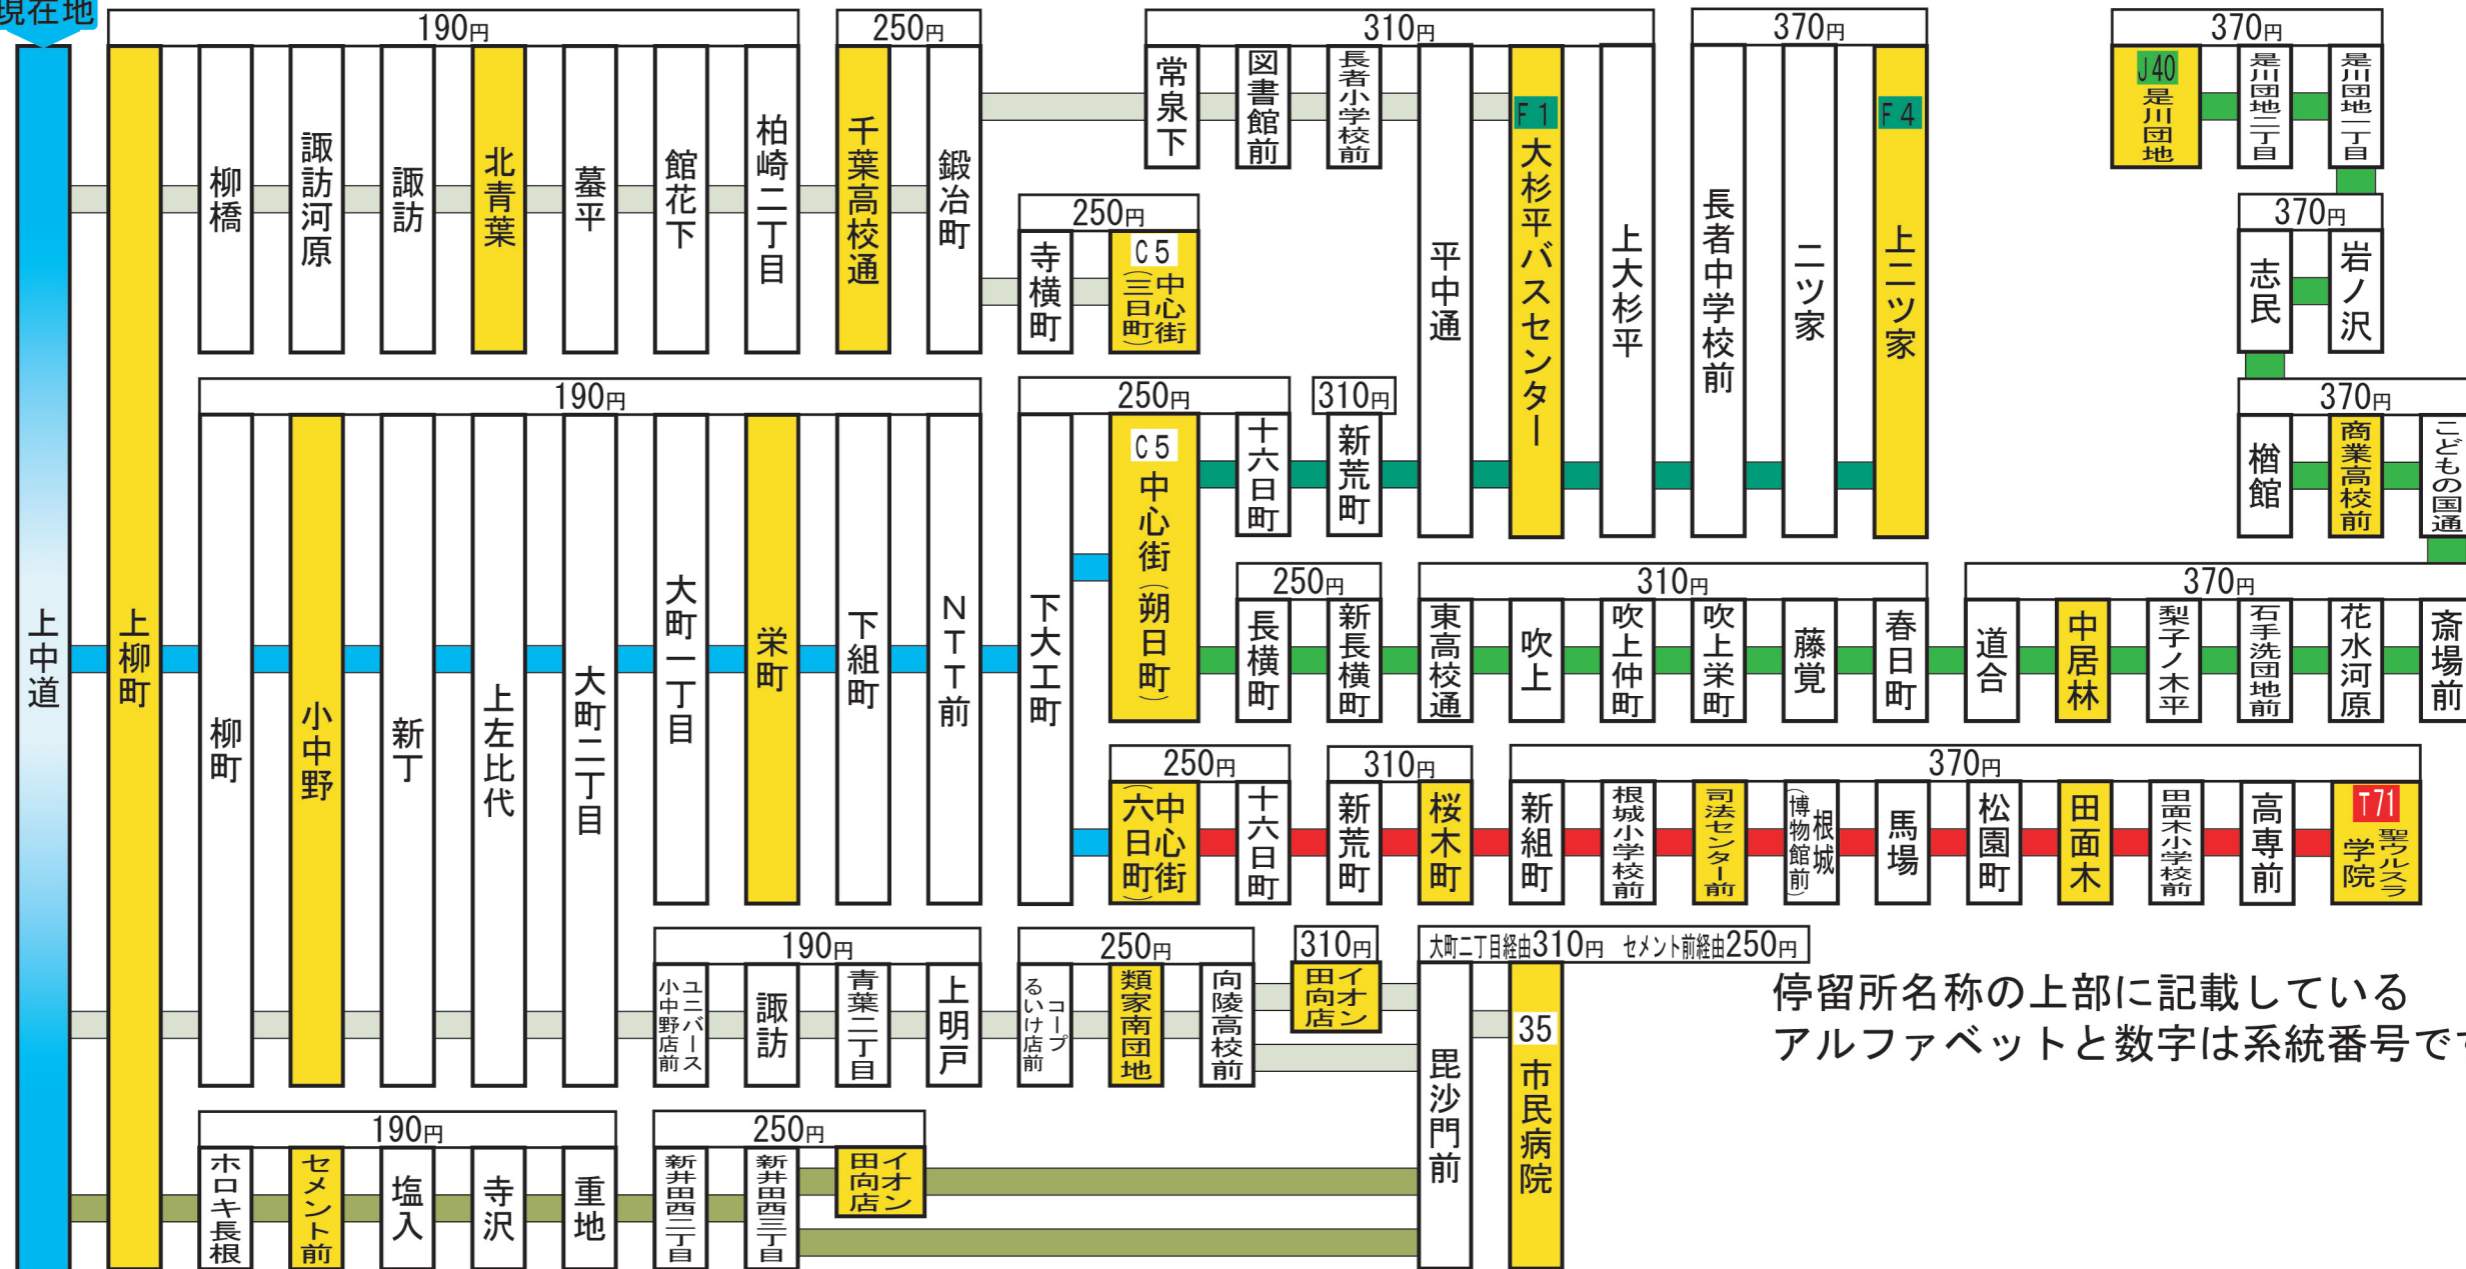 現在地
上中道
上柳町
190円
柳橋
諏訪河原
諏訪
北青葉
蟇平
館花下
柏崎二丁目
250円
千葉高校通
鍛冶町
310円
常泉下
図書館前
長者小学校前
平中通
F1
大杉平バスセンター
上大杉平
370円
長者中学校前
二ツ家
F4
上二ツ家
250円
寺横町
C5
中心街
(三日町)
370円
J40
是川団地
是川団地二丁目
是川団地一丁目
370円
志民
岩ノ沢
370円
楢館
商業高校前
こどもの国通
190円
柳町
小中野
新丁
上左比代
大町二丁目
大町一丁目
栄町
下組町
NTT前
下大工町
250円
C5
中心街(朔日町)
十六日町
310円
新荒町
250円
長横町
新長横町
310円
東高校通
吹上
吹上仲町
吹上栄町
藤覚
春日町
370円
道合
中居林
梨子ノ木平
石手洗団地前
花水河原
斎場前
250円
中心街
(六日町)
十六日町
310円
新荒町
桜木町
370円
新組町
根城小学校前
司法センター前
根城
(博物館前)
馬場
松園町
田面木
田面木小学校前
高専前
T71
聖ウルスラ
学院
190円
ユニバース
小中野店前
諏訪
青葉二丁目
上明戸
250円
コープ
るいけ店前
類家南団地
向陵高校前
310円
イオン
田向店
大町二丁目経由310円 セメント前経由250円
毘沙門前
35
市民病院
190円
ホロキ長根
セメント前
塩入
寺沢
重地
250円
新井田西二丁目
新井田西三丁目
イオン
田向店
停留所名称の上部に記載している
アルファベットと数字は系統番号です